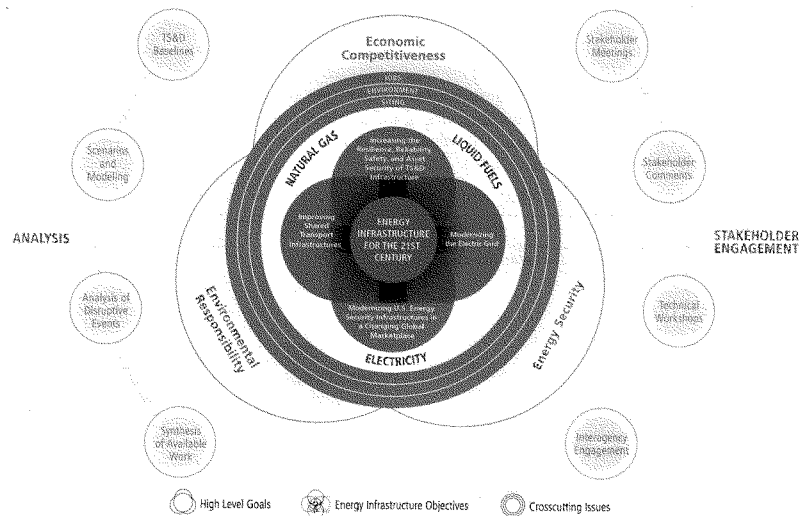 TS&D
Baselines
Economic
Competitiveness
Stakeholder
Meetings
JOBS
ENVIRONMENT
SITING
NATURAL GAS
LIQUID FUELS
Increasing the
Resilience, Reliability
Safety, and Asset
Security of TS&D
Infrastructure
Scenarios
and
Modeling
Stakeholder
Comments
ANALYSIS
Improving
Shared
Transport
Infrastructures
ENERGY
INFRASTRUCTURE
FOR THE 21ST
CENTURY
Modernizing
the Electric Grid
STAKEHOLDER
ENGAGEMENT
Analysis of
Disruptive
Events
Environmental
Responsibility
Modernizing U.S. Energy
Security Infrastructures in
a Changing Global
Marketplace
ELECTRICITY
Energy Security
Technical
Workshops
Synthesis
of Available
Work
Interagency
Engagement
High Level Goals
Energy Infrastructure Objectives
Crosscutting Issues